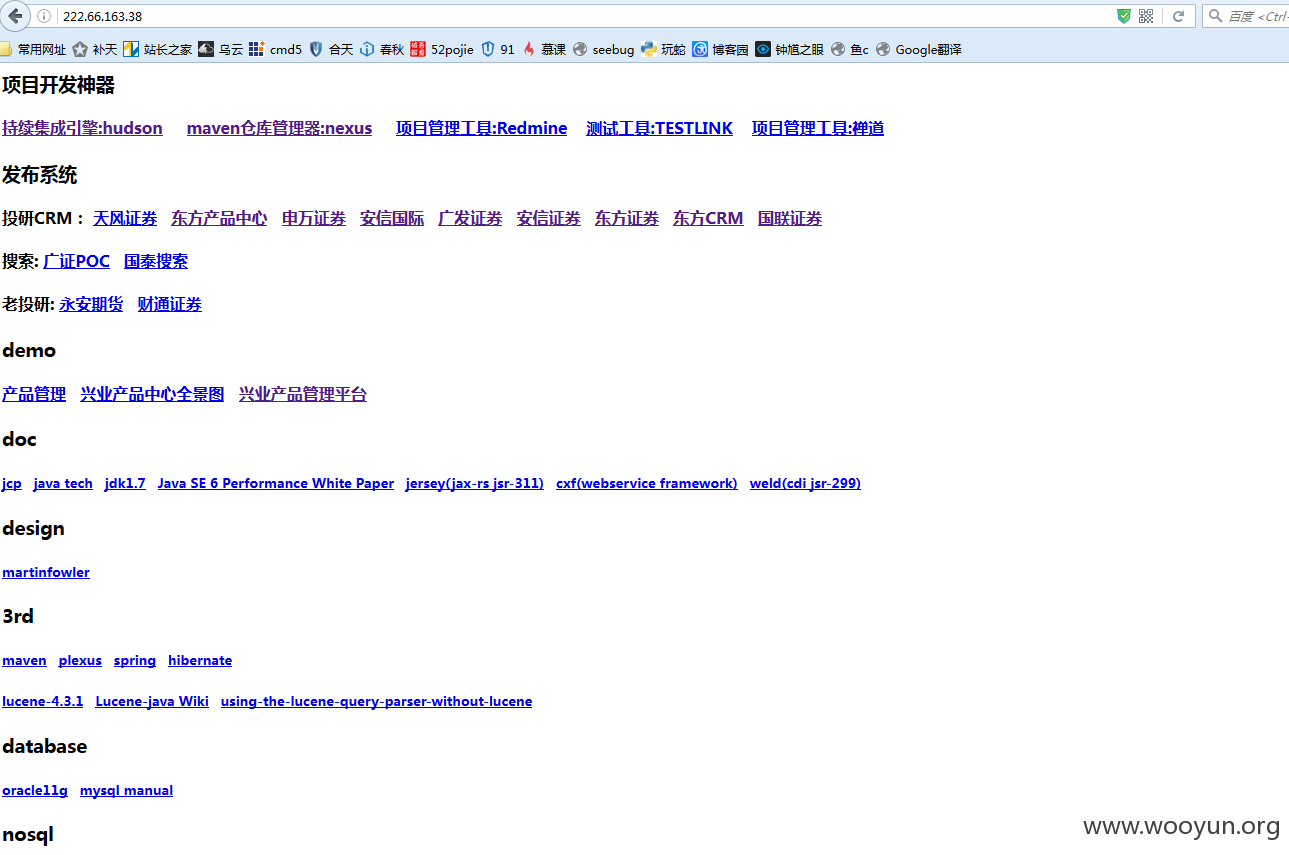 222.66.163.38 百度 <Ctrl-
常用网址 补天 站长之家 乌云 cmd5 合天 春秋 52pojie 91 慕课 seebug 玩蛇 博客园 钟馗之眼 鱼c Google翻译
项目开发神器
持续集成引擎:hudson maven仓库管理器:nexus 项目管理工具:Redmine 测试工具:TESTLINK 项目管理工具:禅道
发布系统
投研CRM： 天风证券 东方产品中心 申万证券 安信国际 广发证券 安信证券 东方证券 东方CRM 国联证券
搜索: 广证POC 国泰搜索
老投研: 永安期货 财通证券
demo
产品管理 兴业产品中心全景图 兴业产品管理平台
doc
jcp java tech jdk1.7 Java SE 6 Performance White Paper jersey(jax-rs jsr-311) cxf(webservice framework) weld(cdi jsr-299)
design
martinfowler
3rd
maven plexus spring hibernate
lucene-4.3.1 Lucene-java Wiki using-the-lucene-query-parser-without-lucene
database
oracle11g mysql manual
nosql
www.wooyun.org